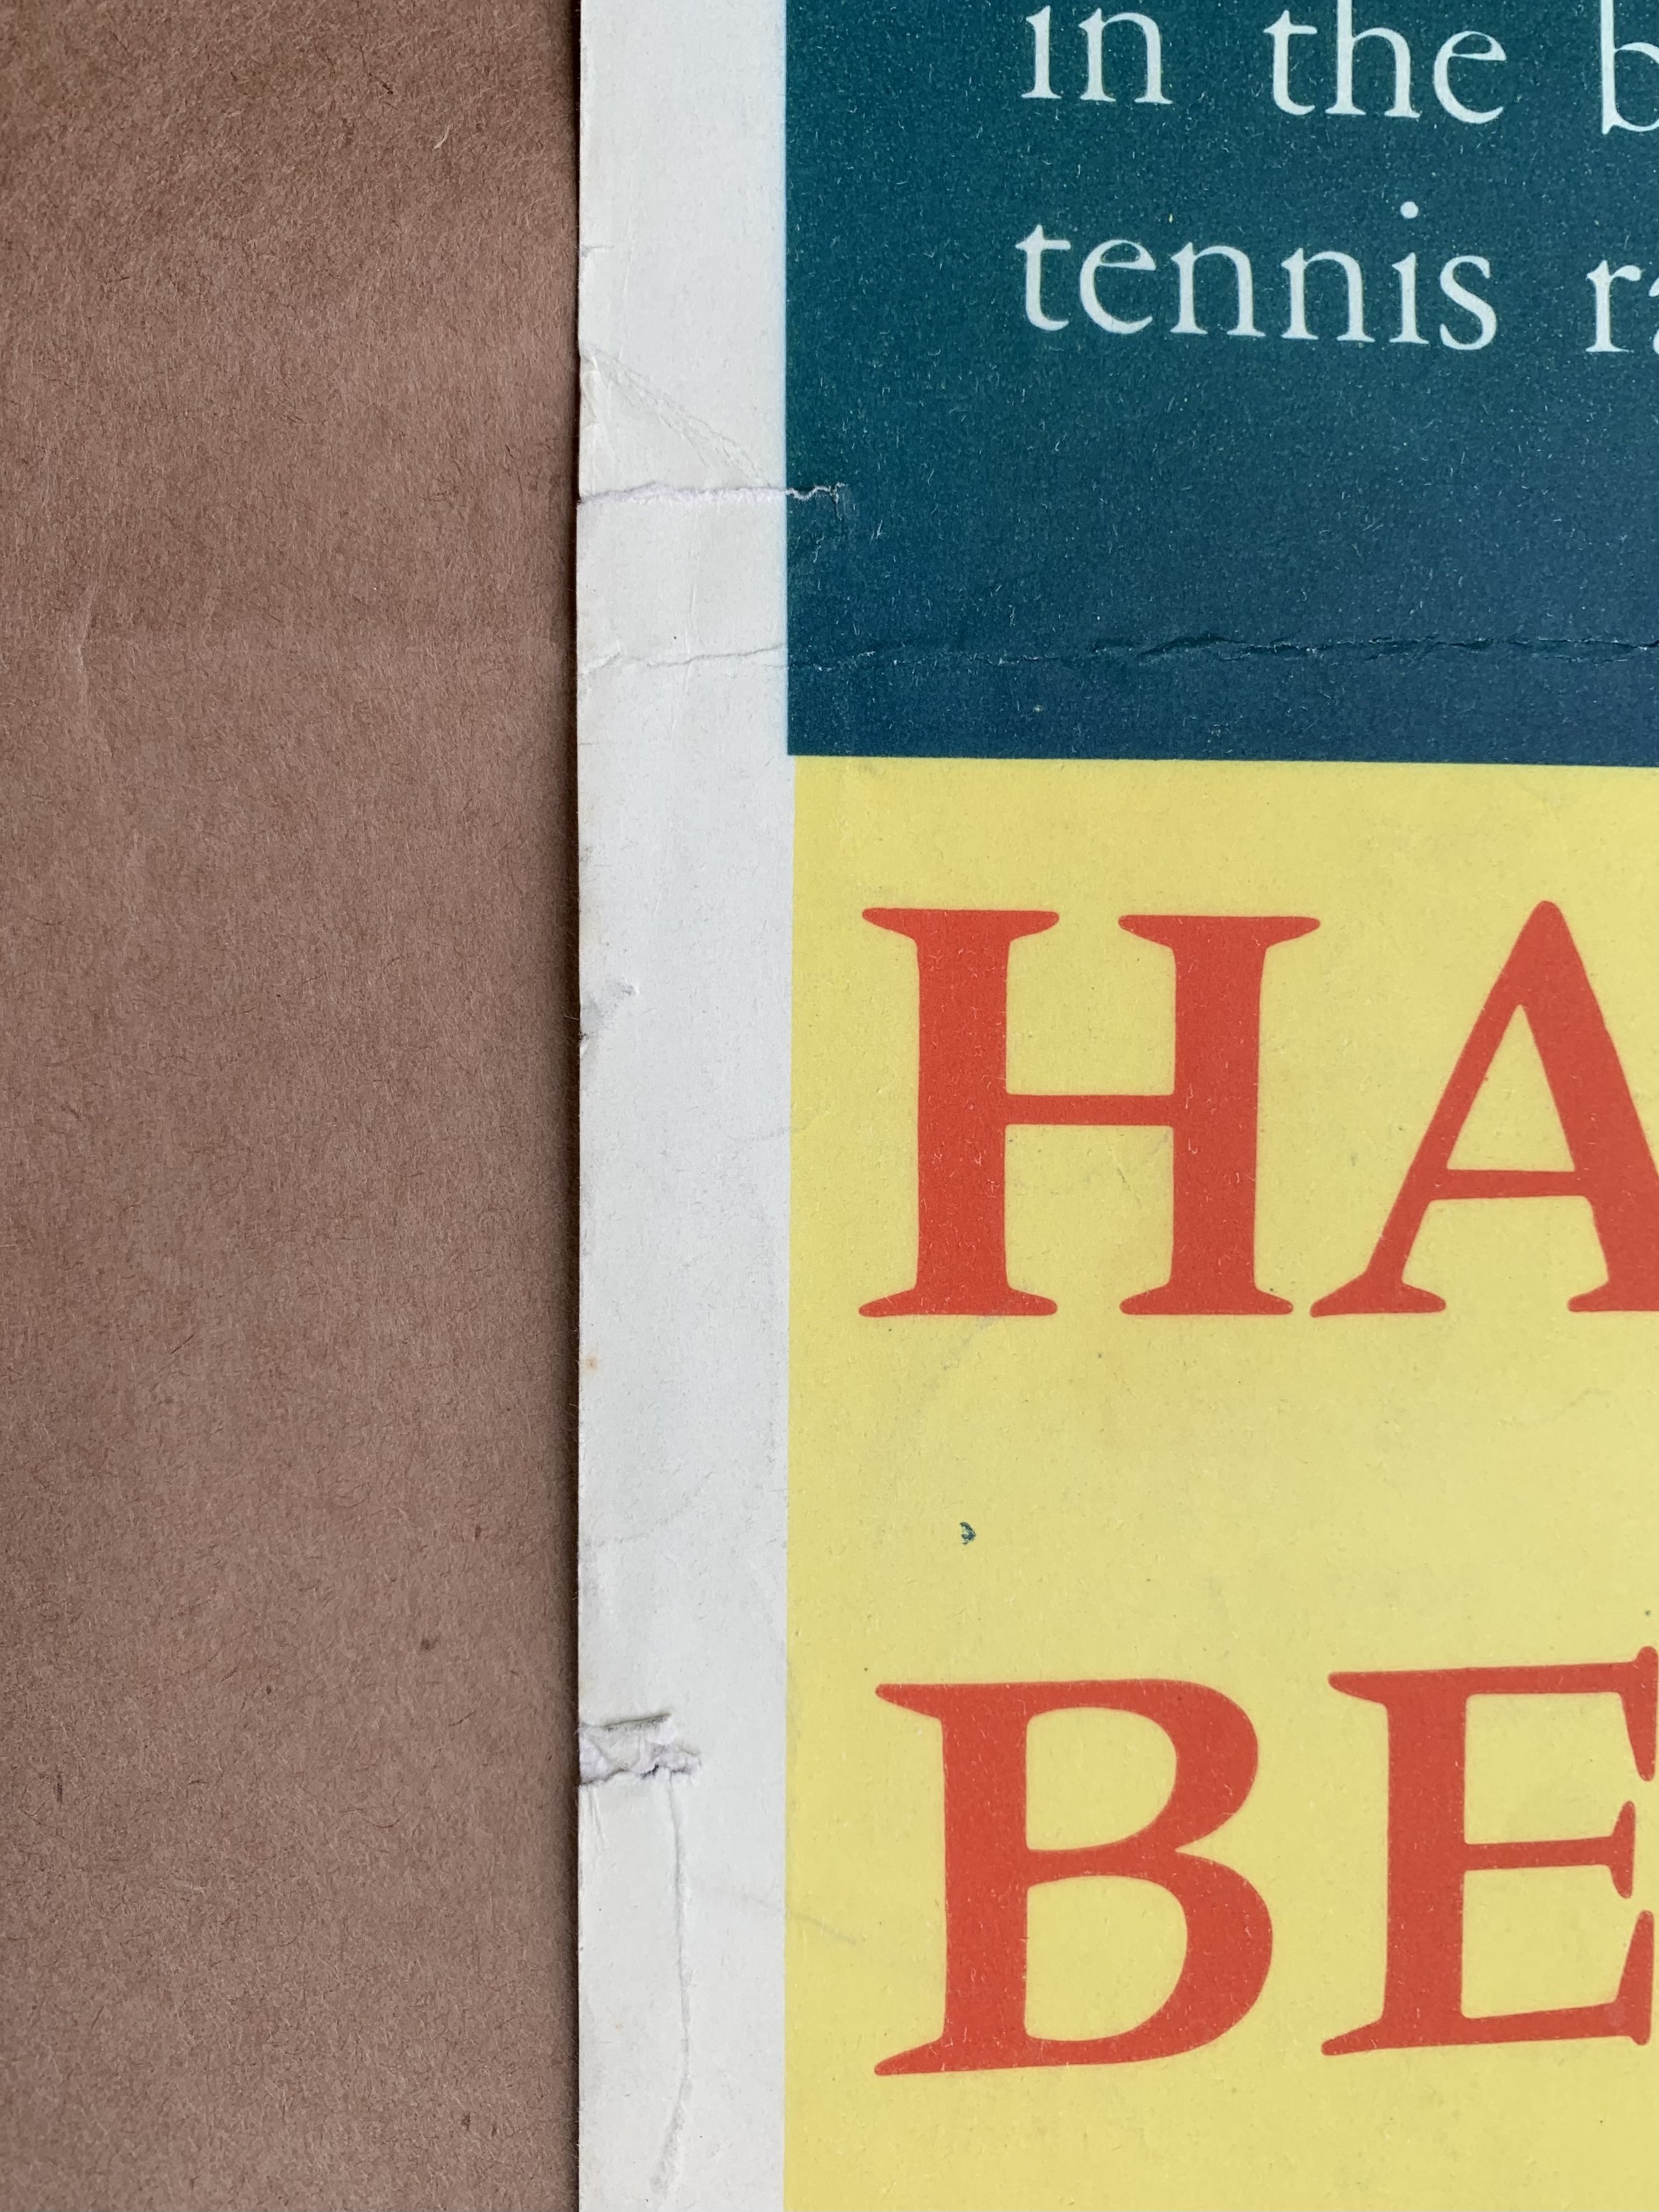 in the
tennis
HA
BE